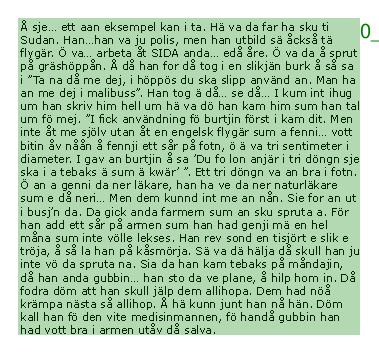 Å sje... ett aan eksempel kan i ta. Hä va da far ha sku ti
Sudan. Han...han va ju polis, men han utbild sä åckså tä
flygär. Ö va... arbeta åt SIDA anda... edå åre. Ö va da å sprut
på gräshöppån. Å då han for då tog i en slikjän burk å så sa
i "Ta na då me dej, i höppös du ska slipp använd an. Man ha
an me dej i malibuss". Han tog ä då... se då... I kum int ihug
um han skriv him hell um hä va dö han kam him sum han tal
um fö mej. "I fick användning fö burtjin först i kam dit. Men
inte åt me sjölv utan åt en engelsk flygär sum a fenni... vott
bitin åv nåån å fennji ett sår på fotn, ö ä va tri sentimeter i
diameter. I gav an burtjin å sa 'Du fo lon anjär i tri döngn sje
ska i a tebaks ä sum ä kwär' ". Ett tri döngn va an bra i fotn.
Ö an a genni da ner läkare, han ha ve da ner naturläkare
sum e då neri... Men dem kunnd int me an nån. Sie for an ut
i busj'n da. Da gick anda farmern sum an sku spruta a. För
han add ett sår på armen sum han had genji mä en hel
måna sum inte völle lekses. Han rev sond en tisjört e slik e
tröja, å så la han på kåsmörja. Sä va dä hälja då skull han ju
inte vö da spruta na. Sia da han kam tebaks på måndajin,
då han anda gubbin... han sto da ve plane, å hilp hom in. Då
fodra döm att han skull jälp dem allihopa. Dem had nöå
krämpa nästa så allihop. Å hä kunn junt han nå hän. Döm
kall han fö den vite medisinmannen, fö handå gubbin han
had vott bra i armen utåv då salva.